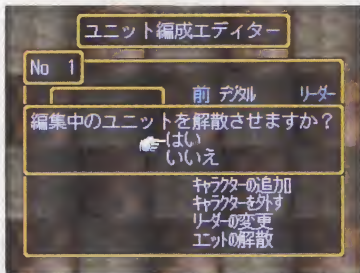 ユニット編成エディター
No 1
前 デジタル リーダー
編集中のユニットを解散させますか？
はい
いいえ
キャラクターの追加
キャラクターを外す
リーダーの変更
ユニットの解散